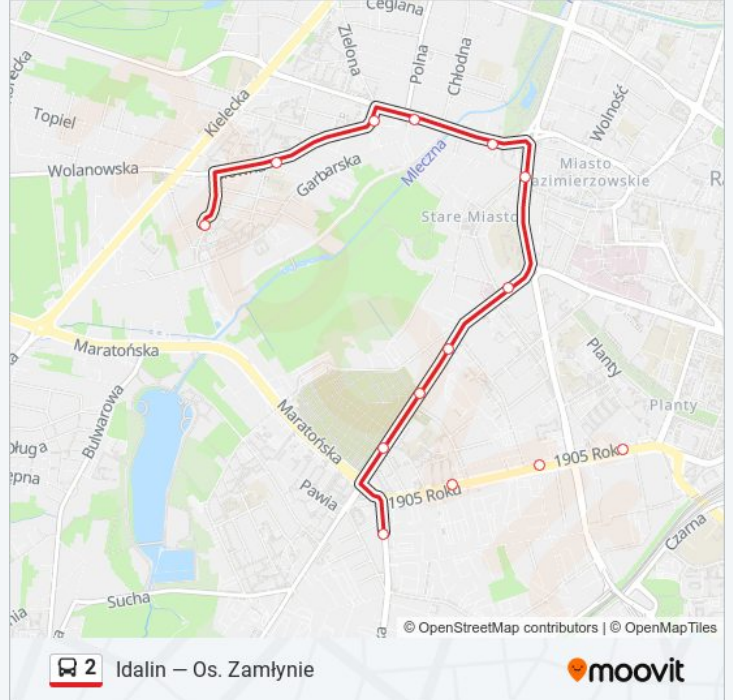 Ceglana
Zielona
Polna
Chłodna
Kielecka
Wolność
Topiel
Mleczna
Miasto
Kazimierzowskie
Wolanowska
Garbarska
Stare Miasto
Maratońska
Planty
Bulwarowa
Planty
Maratońska
1905 Roku
Pawia
1905 Roku
Czarna
Sucha
© OpenStreetMap contributors | © OpenMapTiles
2 Idalin — Os. Zamłynie
moovit